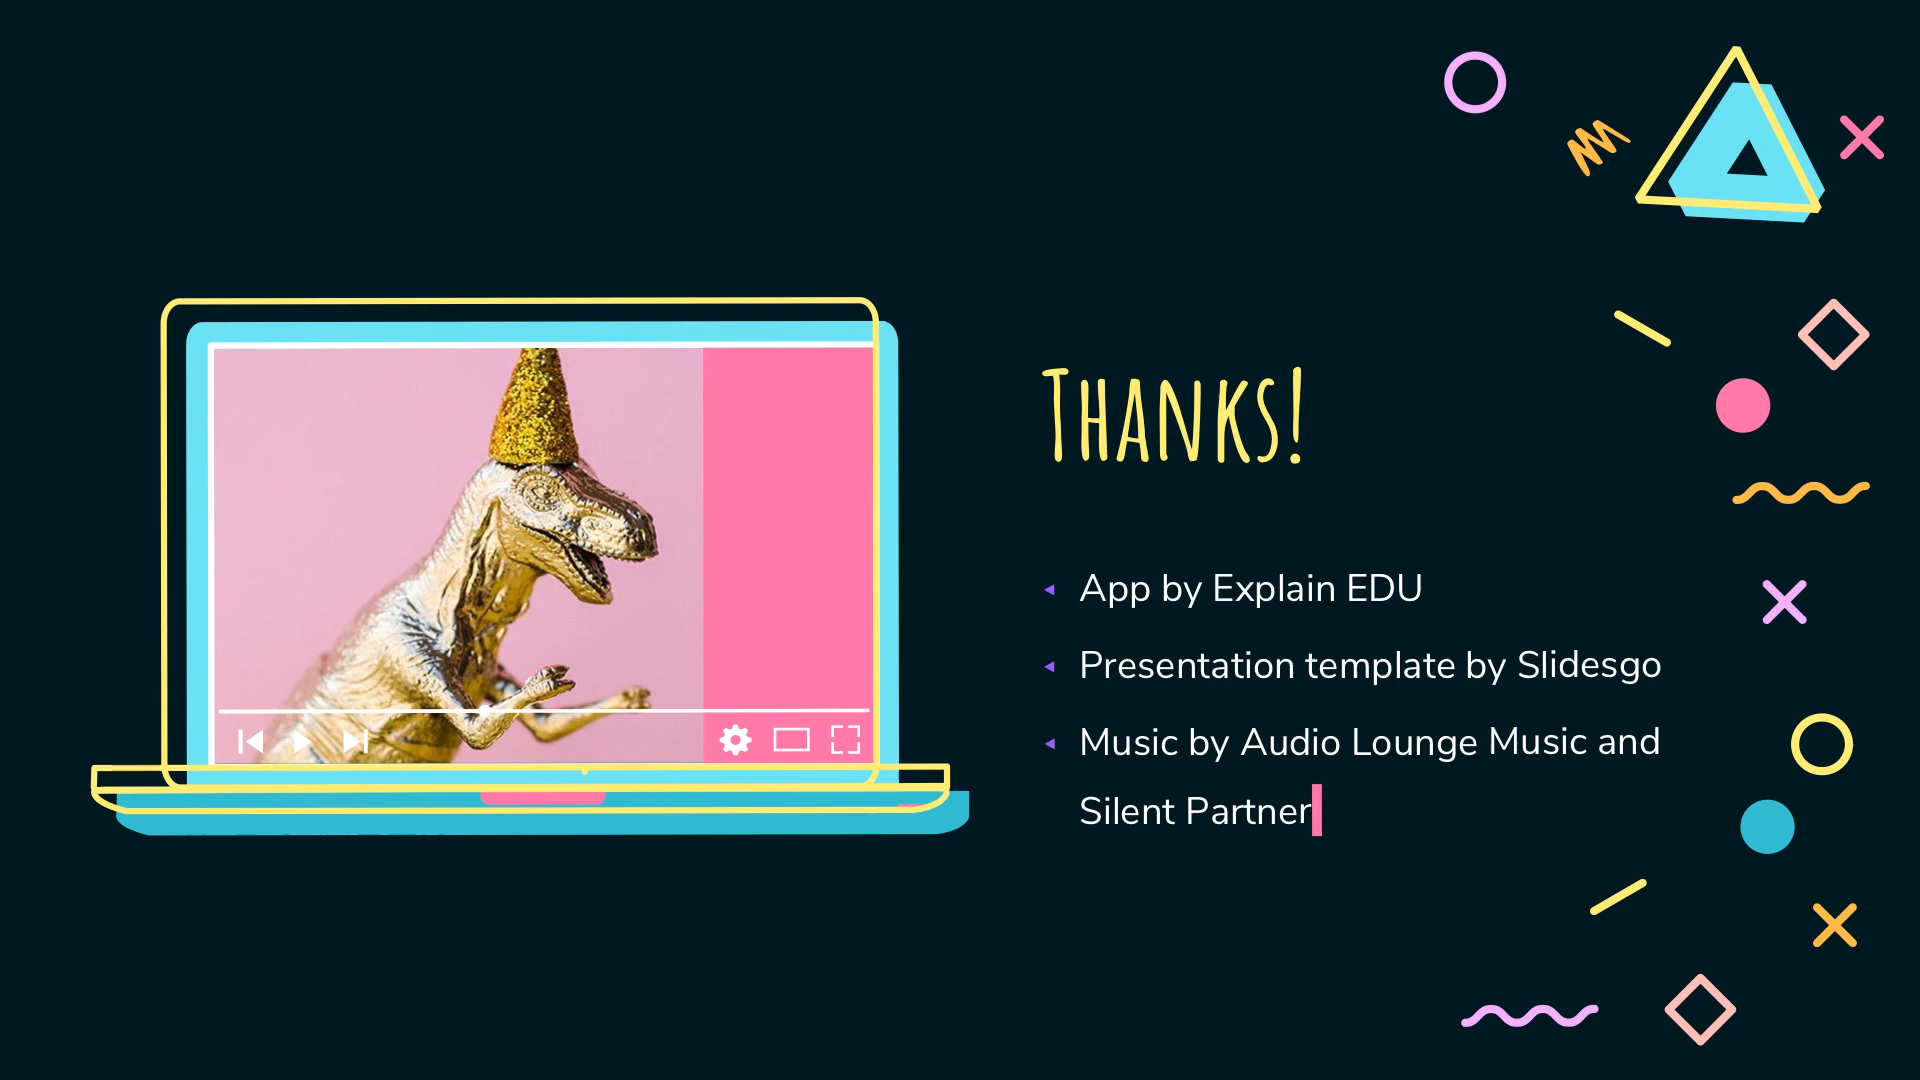 Thanks!
App by Explain EDU
Presentation template by Slidesgo
Music by Audio Lounge Music and
Silent Partner